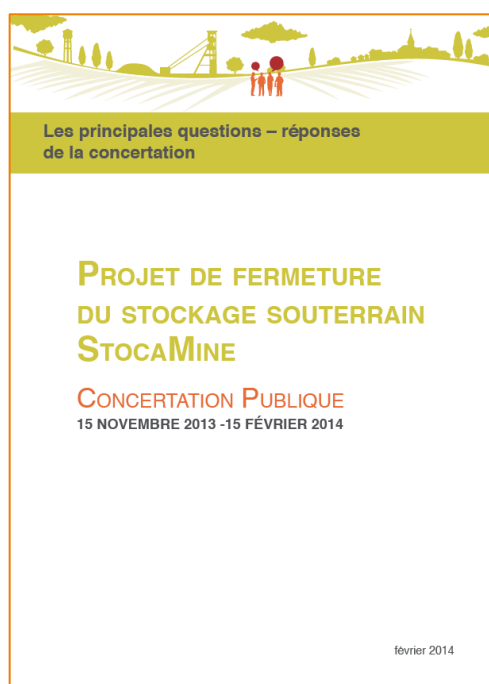 Les principales questions – réponses
de la concertation
PROJET DE FERMETURE
DU STOCKAGE SOUTERRAIN
STOCAMINE
CONCERTATION PUBLIQUE
15 NOVEMBRE 2013 -15 FÉVRIER 2014
février 2014